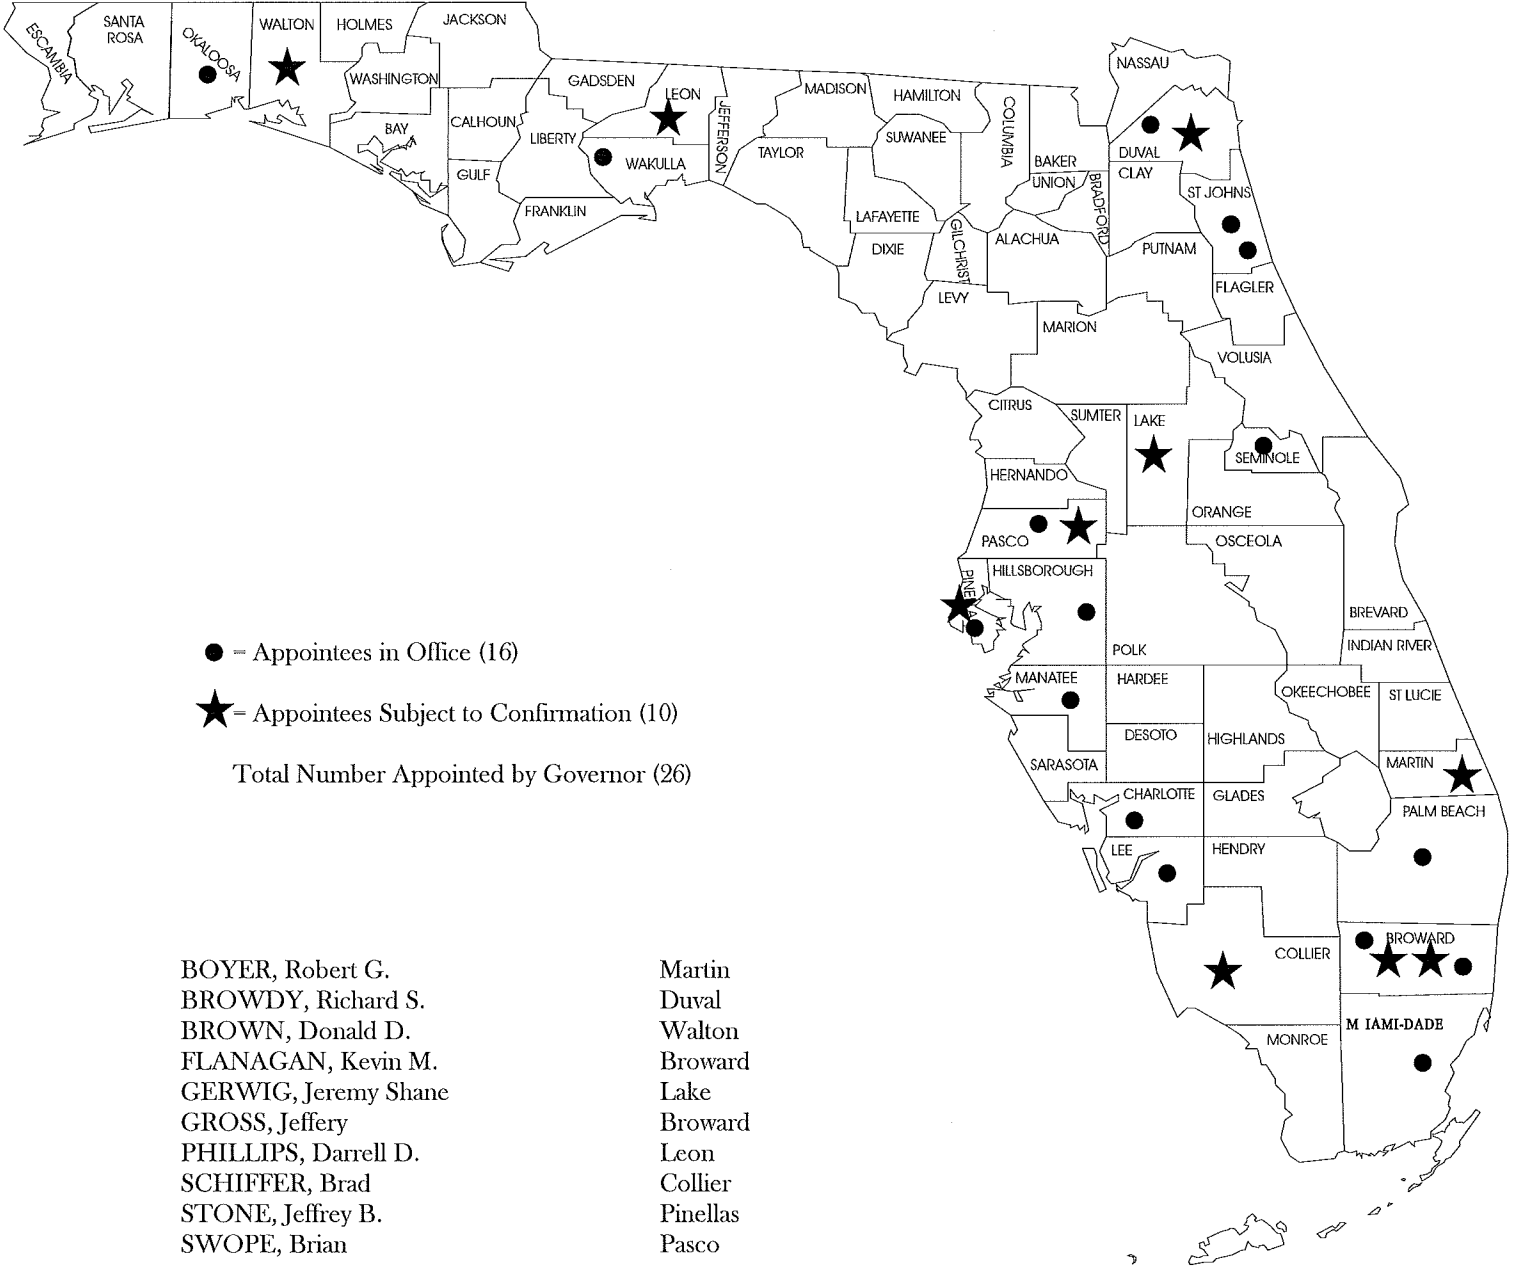 ESCAMBIA
SANTA
ROSA
OKALOOSA
WALTON
HOLMES
JACKSON
WASHINGTON
BAY
CALHOUN
GULF
GADSDEN
LIBERTY
FRANKLIN
LEON
WAKULLA
JEFFERSON
MADISON
TAYLOR
HAMILTON
SUWANEE
LAFAYETTE
DIXIE
COLUMBIA
GILCHRIST
LEVY
BAKER
UNION
BRADFORD
ALACHUA
NASSAU
DUVAL
CLAY
ST JOHNS
PUTNAM
FLAGLER
MARION
VOLUSIA
CITRUS
SUMTER
LAKE
SEMINOLE
HERNANDO
ORANGE
PASCO
OSCEOLA
PINE A
HILLSBOROUGH
POLK
BREVARD
INDIAN RIVER
MANATEE
HARDEE
OKEECHOBEE
ST LUCIE
DESOTO
HIGHLANDS
SARASOTA
MARTIN
CHARLOTTE
GLADES
PALM BEACH
LEE
HENDRY
COLLIER
BROWARD
MONROE
M IAMI-DADE
= Appointees in Office (16)
= Appointees Subject to Confirmation (10)
Total Number Appointed by Governor (26)
BOYER, Robert G. Martin
BROWDY, Richard S. Duval
BROWN, Donald D. Walton
FLANAGAN, Kevin M. Broward
GERWIG, Jeremy Shane Lake
GROSS, Jeffery Broward
PHILLIPS, Darrell D. Leon
SCHIFFER, Brad Collier
STONE, Jeffrey B. Pinellas
SWOPE, Brian Pasco